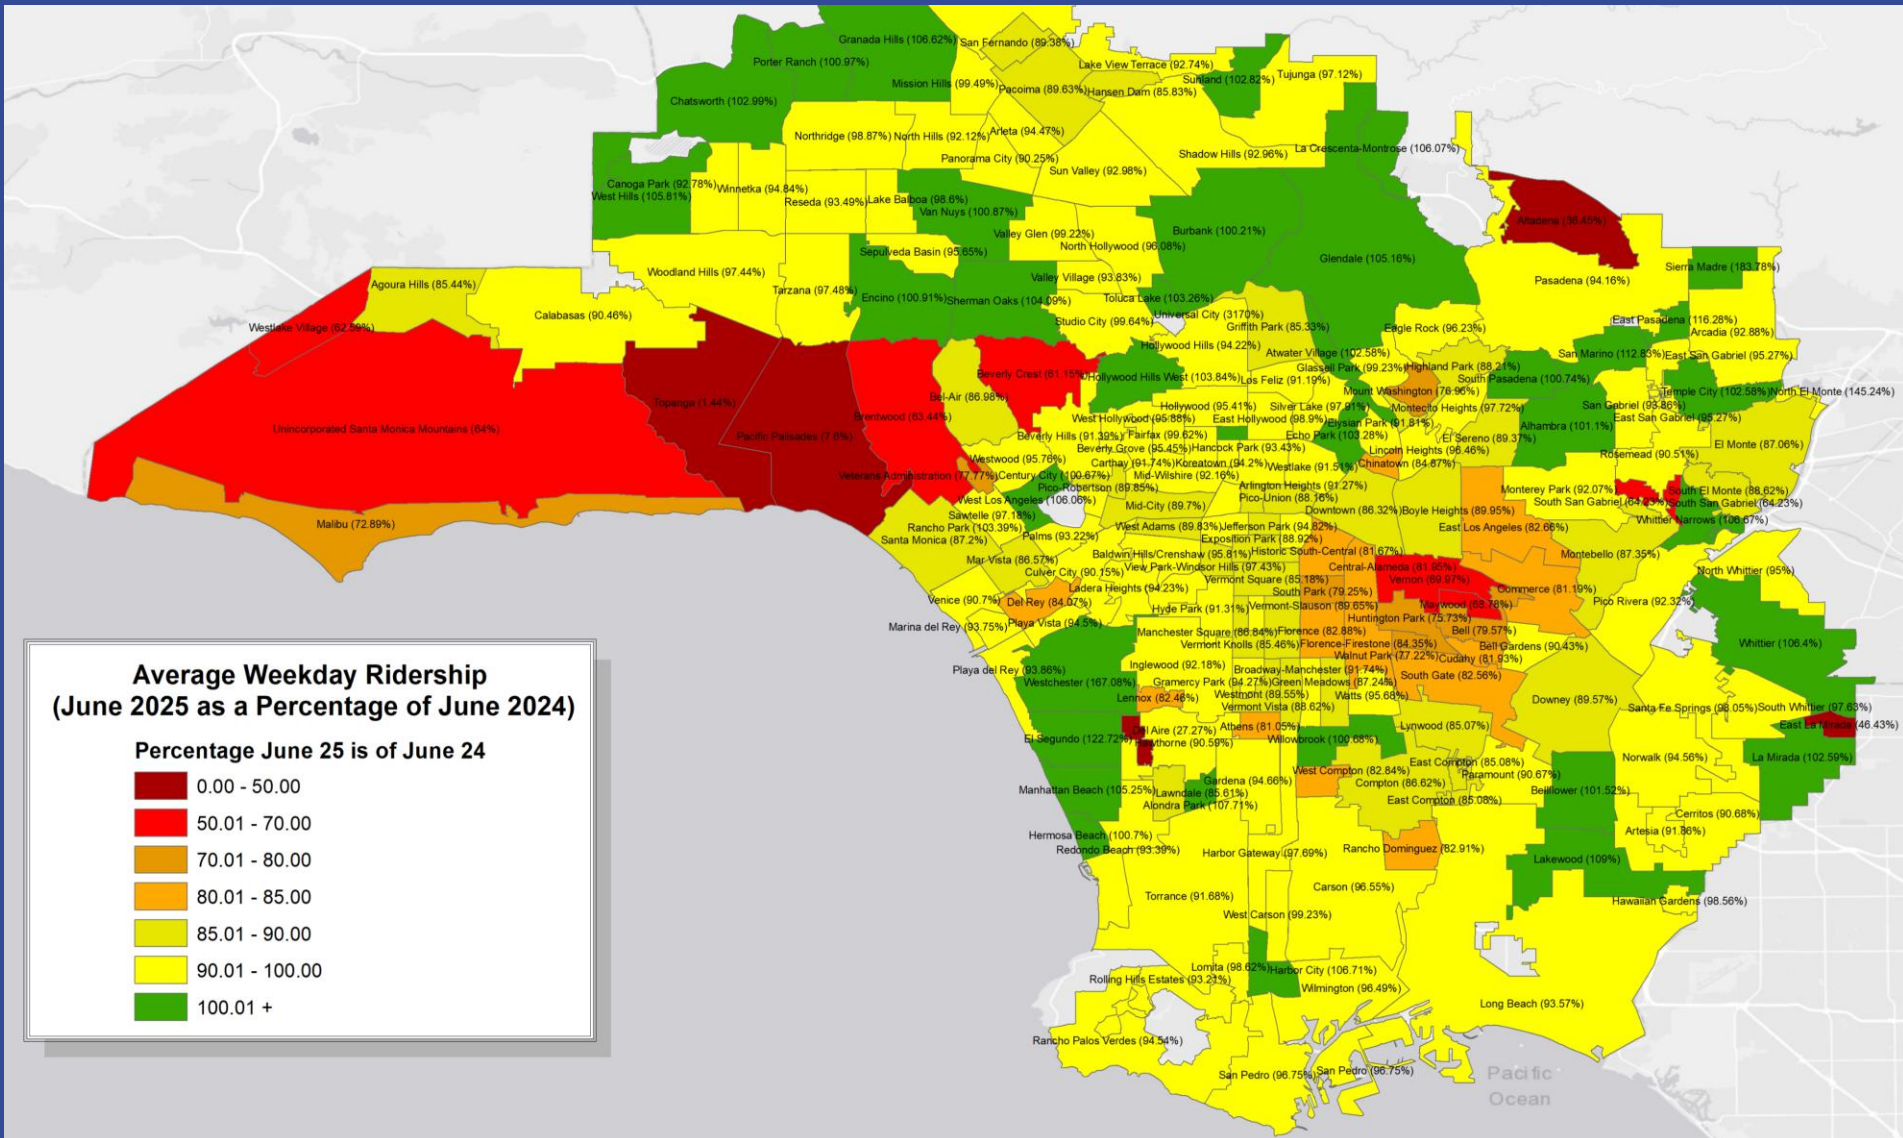 Granada Hills (106.62%)
San Fernando (89.38%)
Porter Ranch (100.97%)
Lake View Terrace (92.74%)
Tujunga (97.12%)
Sunland (102.82%)
Mission Hills (99.49%)
Pacoima (89.63%)
Hansen Dam (85.83%)
Chatsworth (102.99%)
Northridge (98.87%)
North Hills (92.12%)
Arleta (94.47%)
La Crescenta-Montrose (106.07%)
Shadow Hills (92.96%)
Panorama City (90.25%)
Sun Valley (92.98%)
Canoga Park (92.78%)
Winnetka (94.84%)
West Hills (105.81%)
Reseda (93.49%)
Lake Balboa (98.6%)
Van Nuys (100.87%)
Altadena (36.45%)
Valley Glen (99.22%)
Burbank (100.21%)
North Hollywood (96.08%)
Sepulveda Basin (95.65%)
Glendale (105.16%)
Sierra Madre (183.78%)
Woodland Hills (97.44%)
Valley Village (93.83%)
Pasadena (94.16%)
Agoura Hills (85.44%)
Tarzana (97.48%)
Encino (100.91%)
Sherman Oaks (104.09%)
Toluca Lake (103.26%)
Calabasas (90.46%)
Universal City (3170%)
Studio City (99.64%)
East Pasadena (116.28%)
Westlake Village (62.59%)
Griffith Park (85.33%)
Eagle Rock (96.23%)
Arcadia (92.88%)
Hollywood Hills (94.22%)
Atwater Village (102.58%)
San Marino (112.83%)
East San Gabriel (95.27%)
Glassell Park (99.23%)
Highland Park (88.21%)
Beverly Crest (61.15%)
Hollywood Hills West (103.84%)
Los Feliz (91.19%)
South Pasadena (100.74%)
Mount Washington (76.96%)
Temple City (102.58%)
North El Monte (145.24%)
Bel-Air (86.98%)
Topanga (1.44%)
Hollywood (95.41%)
Silver Lake (97.91%)
Montecito Heights (97.72%)
San Gabriel (93.86%)
Brentwood (63.44%)
West Hollywood (95.88%)
East Hollywood (98.9%)
Elysian Park (91.81%)
East San Gabriel (95.27%)
Unincorporated Santa Monica Mountains (64%)
Pacific Palisades (7.6%)
Beverly Hills (91.39%)
Fairfax (99.62%)
Echo Park (103.28%)
El Sereno (89.37%)
Alhambra (101.1%)
El Monte (87.06%)
Beverly Grove (95.45%)
Hancock Park (93.43%)
Lincoln Heights (96.46%)
Rosemead (90.51%)
Westwood (95.76%)
Carthay (91.74%)
Koreatown (94.2%)
Westlake (91.51%)
Chinatown (84.87%)
Veterans Administration (77.77%)
Century City (100.67%)
Mid-Wilshire (92.16%)
Pico-Robertson (89.85%)
Arlington Heights (91.27%)
Monterey Park (92.07%)
South El Monte (88.62%)
West Los Angeles (106.06%)
Pico-Union (88.16%)
South San Gabriel (64.23%)
South San Gabriel (64.23%)
Mid-City (89.7%)
Downtown (86.32%)
Boyle Heights (89.95%)
Sawtelle (97.18%)
Whittier Narrows (106.67%)
Malibu (72.89%)
Rancho Park (103.39%)
West Adams (89.83%)
Jefferson Park (94.82%)
East Los Angeles (82.66%)
Santa Monica (87.2%)
Palms (93.22%)
Exposition Park (88.92%)
Baldwin Hills/Crenshaw (95.81%)
Historic South-Central (81.67%)
Montebello (87.35%)
Mar Vista (86.57%)
View Park-Windsor Hills (97.43%)
Central-Alameda (81.95%)
North Whittier (95%)
Culver City (90.15%)
Vermont Square (85.18%)
Vernon (69.97%)
Ladera Heights (94.23%)
South Park (79.25%)
Commerce (81.19%)
Venice (90.7%)
Del Rey (84.07%)
Hyde Park (91.31%)
Vermont-Slauson (89.65%)
Maywood (68.78%)
Pico Rivera (92.32%)
Marina del Rey (93.75%)
Playa Vista (94.5%)
Huntington Park (75.73%)
Manchester Square (86.84%)
Florence (82.88%)
Bell (79.57%)
Vermont Knolls (85.46%)
Florence-Firestone (84.35%)
Bell Gardens (90.43%)
Whittier (106.4%)
Walnut Park (77.22%)
Cudahy (81.93%)
Playa del Rey (93.86%)
Inglewood (92.18%)
Broadway-Manchester (91.74%)
South Gate (82.56%)
Westchester (167.08%)
Gramercy Park (94.27%)
Green Meadows (87.24%)
Lennox (82.46%)
Westmont (89.55%)
Watts (95.68%)
Downey (89.57%)
Vermont Vista (88.62%)
Santa Fe Springs (96.05%)
South Whittier (97.63%)
Del Aire (27.27%)
Athens (81.05%)
Lynwood (85.07%)
East La Mirada (46.43%)
El Segundo (122.72%)
Hawthorne (90.59%)
Willowbrook (100.68%)
Norwalk (94.56%)
La Mirada (102.59%)
East Compton (85.08%)
West Compton (82.84%)
Paramount (90.67%)
Gardena (94.66%)
Compton (86.62%)
Manhattan Beach (105.25%)
Lawndale (85.61%)
Bellflower (101.52%)
East Compton (85.08%)
Alondra Park (107.71%)
Cerritos (90.68%)
Hermosa Beach (100.7%)
Artesia (91.86%)
Redondo Beach (93.39%)
Harbor Gateway (97.69%)
Rancho Dominguez (82.91%)
Lakewood (109%)
Carson (96.55%)
Torrance (91.68%)
Hawaiian Gardens (98.56%)
West Carson (99.23%)
Lomita (98.62%)
Harbor City (106.71%)
Rolling Hills Estates (93.21%)
Wilmington (96.49%)
Long Beach (93.57%)
Rancho Palos Verdes (94.54%)
San Pedro (96.75%)
San Pedro (96.75%)
Pacific
Ocean
Average Weekday Ridership
(June 2025 as a Percentage of June 2024)
Percentage June 25 is of June 24
0.00 - 50.00
50.01 - 70.00
70.01 - 80.00
80.01 - 85.00
85.01 - 90.00
90.01 - 100.00
100.01 +